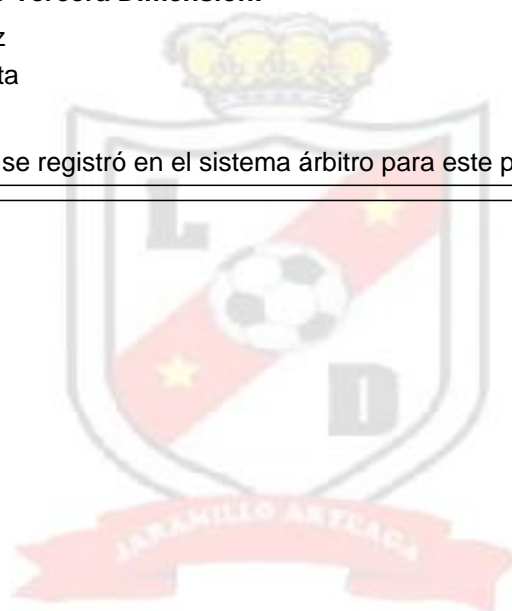 Tercera Dimensión:
z
ta
se registró en el sistema árbitro para este p
L
D
JARAMILLO ARTEAGA